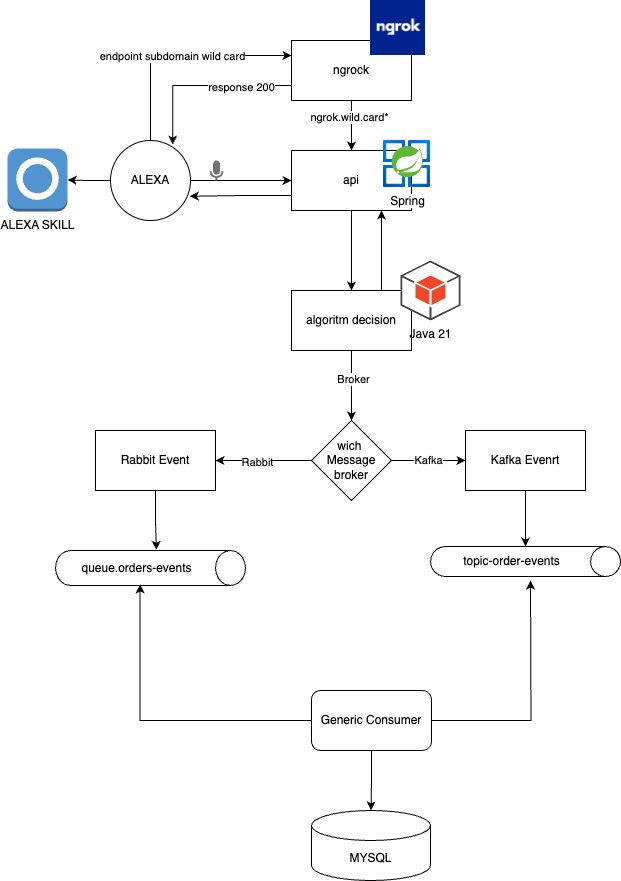 ngrok
endpoint subdomain wild card
ngrock
response 200
ngrok.wild.card*
ALEXA
api
Spring
ALEXA SKILL
algoritm decision
Java 21
Broker
wich
Message
broker
Rabbit Event
Rabbit
Kafka
Kafka Evenrt
queue.orders-events
topic-order-events
Generic Consumer
MYSQL